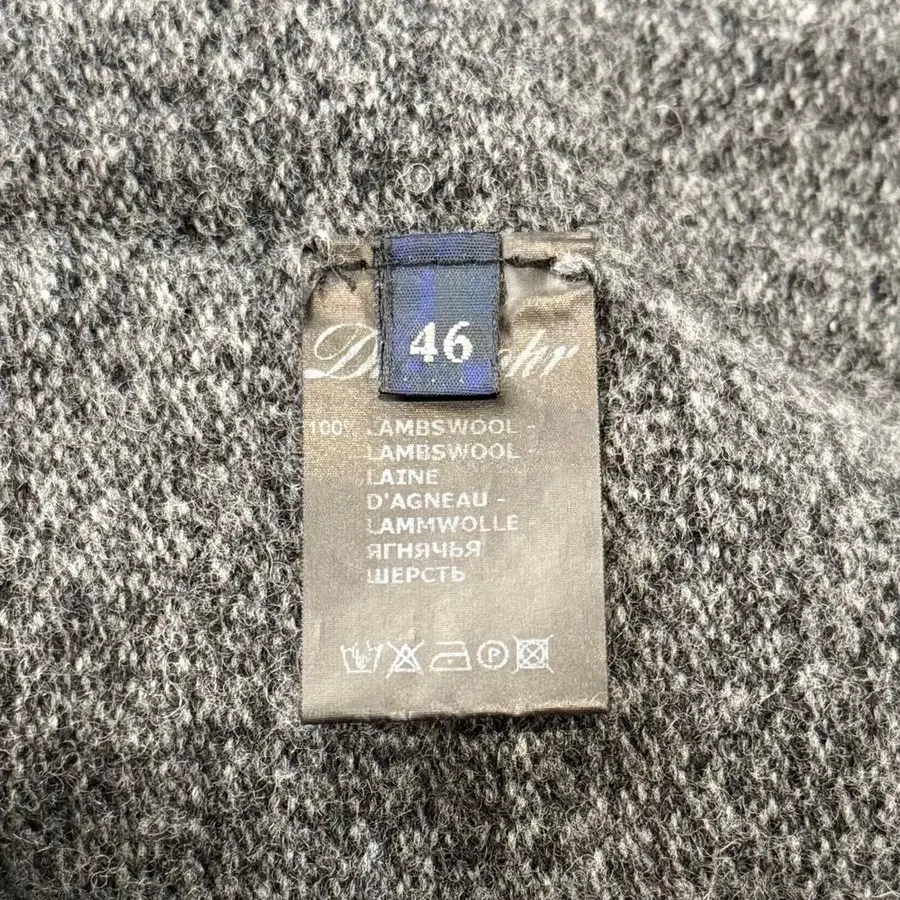 46
100% LAMBSWOOL -
LAMBSWOOL -
LAINE
D'AGNEAU -
LAMMWOLLE -
ЯГНЯЧЬЯ
ШЕРСТЬ
P